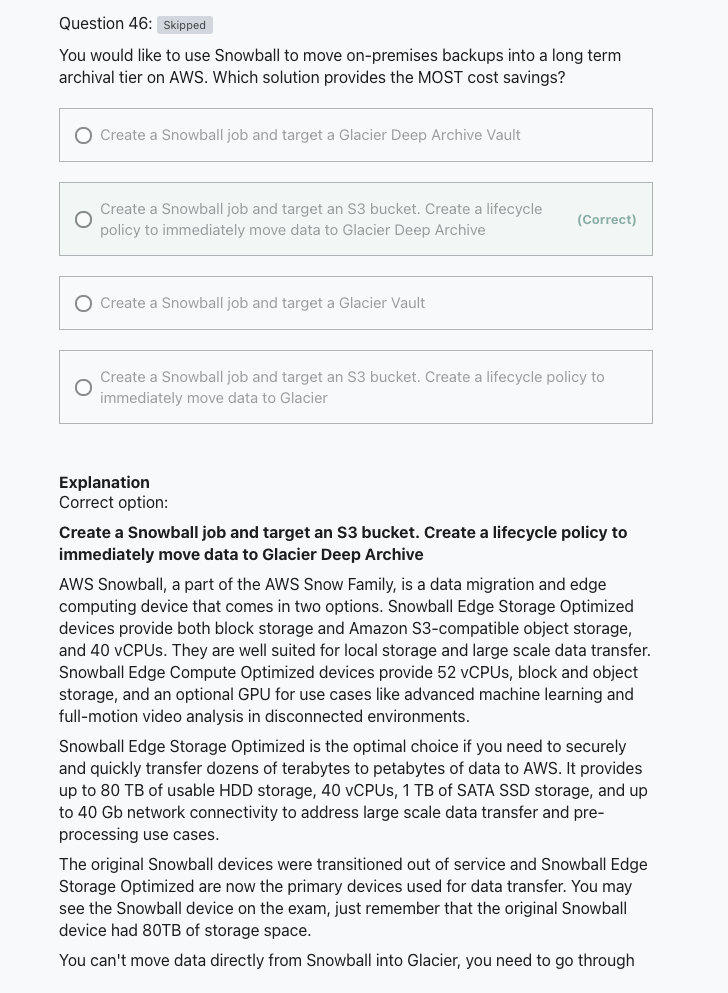 Question 46: Skipped
You would like to use Snowball to move on-premises backups into a long term
archival tier on AWS. Which solution provides the MOST cost savings?
Create a Snowball job and target a Glacier Deep Archive Vault
Create a Snowball job and target an S3 bucket. Create a lifecycle
policy to immediately move data to Glacier Deep Archive
(Correct)
Create a Snowball job and target a Glacier Vault
Create a Snowball job and target an S3 bucket. Create a lifecycle policy to
immediately move data to Glacier
Explanation
Correct option:
Create a Snowball job and target an S3 bucket. Create a lifecycle policy to
immediately move data to Glacier Deep Archive
AWS Snowball, a part of the AWS Snow Family, is a data migration and edge
computing device that comes in two options. Snowball Edge Storage Optimized
devices provide both block storage and Amazon S3-compatible object storage,
and 40 vCPUs. They are well suited for local storage and large scale data transfer.
Snowball Edge Compute Optimized devices provide 52 vCPUs, block and object
storage, and an optional GPU for use cases like advanced machine learning and
full-motion video analysis in disconnected environments.
Snowball Edge Storage Optimized is the optimal choice if you need to securely
and quickly transfer dozens of terabytes to petabytes of data to AWS. It provides
up to 80 TB of usable HDD storage, 40 vCPUs, 1 TB of SATA SSD storage, and up
to 40 Gb network connectivity to address large scale data transfer and pre-
processing use cases.
The original Snowball devices were transitioned out of service and Snowball Edge
Storage Optimized are now the primary devices used for data transfer. You may
see the Snowball device on the exam, just remember that the original Snowball
device had 80TB of storage space.
You can't move data directly from Snowball into Glacier, you need to go through